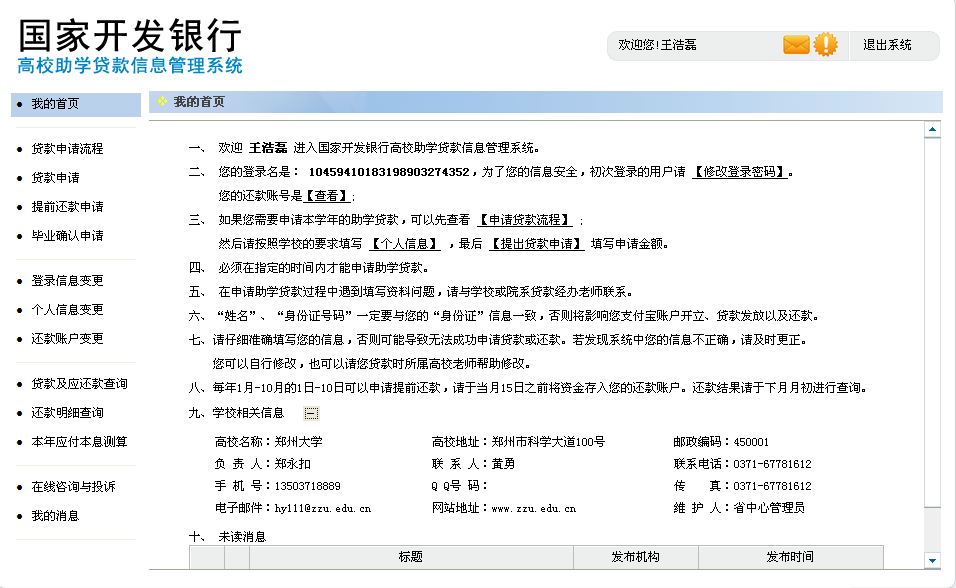 国家开发银行
高校助学贷款信息管理系统
欢迎您!王浩磊
退出系统
我的首页
贷款申请流程
贷款申请
提前还款申请
毕业确认申请
登录信息变更
个人信息变更
还款账户变更
贷款及应还款查询
还款明细查询
本年应付本息测算
在线咨询与投诉
我的消息
我的首页
一、 欢迎 王浩磊 进入国家开发银行高校助学贷款信息管理系统。
二、 您的登录名是： 10459410183198903274352，为了您的信息安全，初次登录的用户请 【修改登录密码】。
您的还款账号是【查看】;
三、 如果您需要申请本学年的助学贷款，可以先查看 【申请贷款流程】 ;
然后请按照学校的要求填写 【个人信息】 ，最后 【提出贷款申请】 填写申请金额。
四、 必须在指定的时间内才能申请助学贷款。
五、 在申请助学贷款过程中遇到填写资料问题，请与学校或院系贷款经办老师联系。
六、“姓名”、“身份证号码”一定要与您的“身份证”信息一致，否则将影响您支付宝账户开立、贷款发放以及还款。
七、请仔细准确填写您的信息，否则可能导致无法成功申请贷款或还款。若发现系统中您的信息不正确，请及时更正。
您可以自行修改，也可以请您贷款时所属高校老师帮助修改。
八、每年1月-10月的1日-10日可以申请提前还款，请于当月15日之前将资金存入您的还款账户。还款结果请于下月月初进行查询。
九、学校相关信息
高校名称：郑州大学 高校地址：郑州市科学大道100号 邮政编码：450001
负 责 人：郑永扣 联 系 人：黄勇 联系电话：0371-67781612
手 机 号：13503718889 Q Q号 码： 传 真：0371-67781612
电子邮件：hy111@zzu.edu.cn 网站地址：www.zzu.edu.cn 维 护 人：省中心管理员
十、 未读消息
标题 发布机构 发布时间